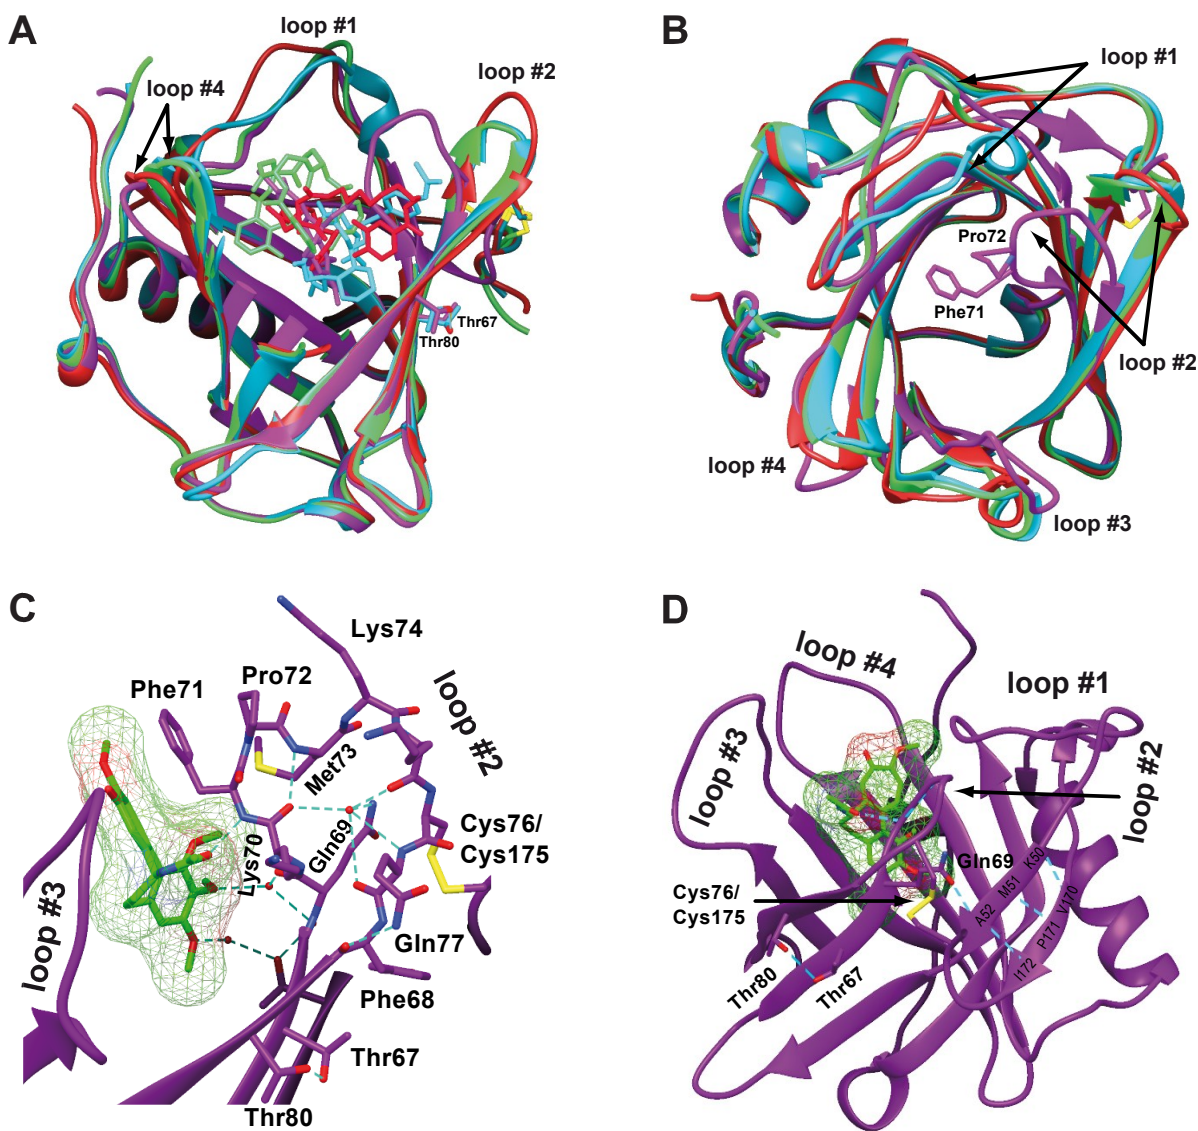 A
loop #1
loop #2
loop #4
Thr67
Thr80
B
loop #1
Pro72
Phe71
loop #2
loop #4
loop #3
C
Lys74
Pro72
Phe71
loop #2
Met73
Gln69
Lys70
Cys76/
Cys175
loop #3
Gln77
Phe68
Thr67
Thr80
D
loop #4
loop #1
loop #3
loop #2
Gln69
K50
M51
A52
V170
P171
I172
Cys76/
Cys175
Thr80
Thr67